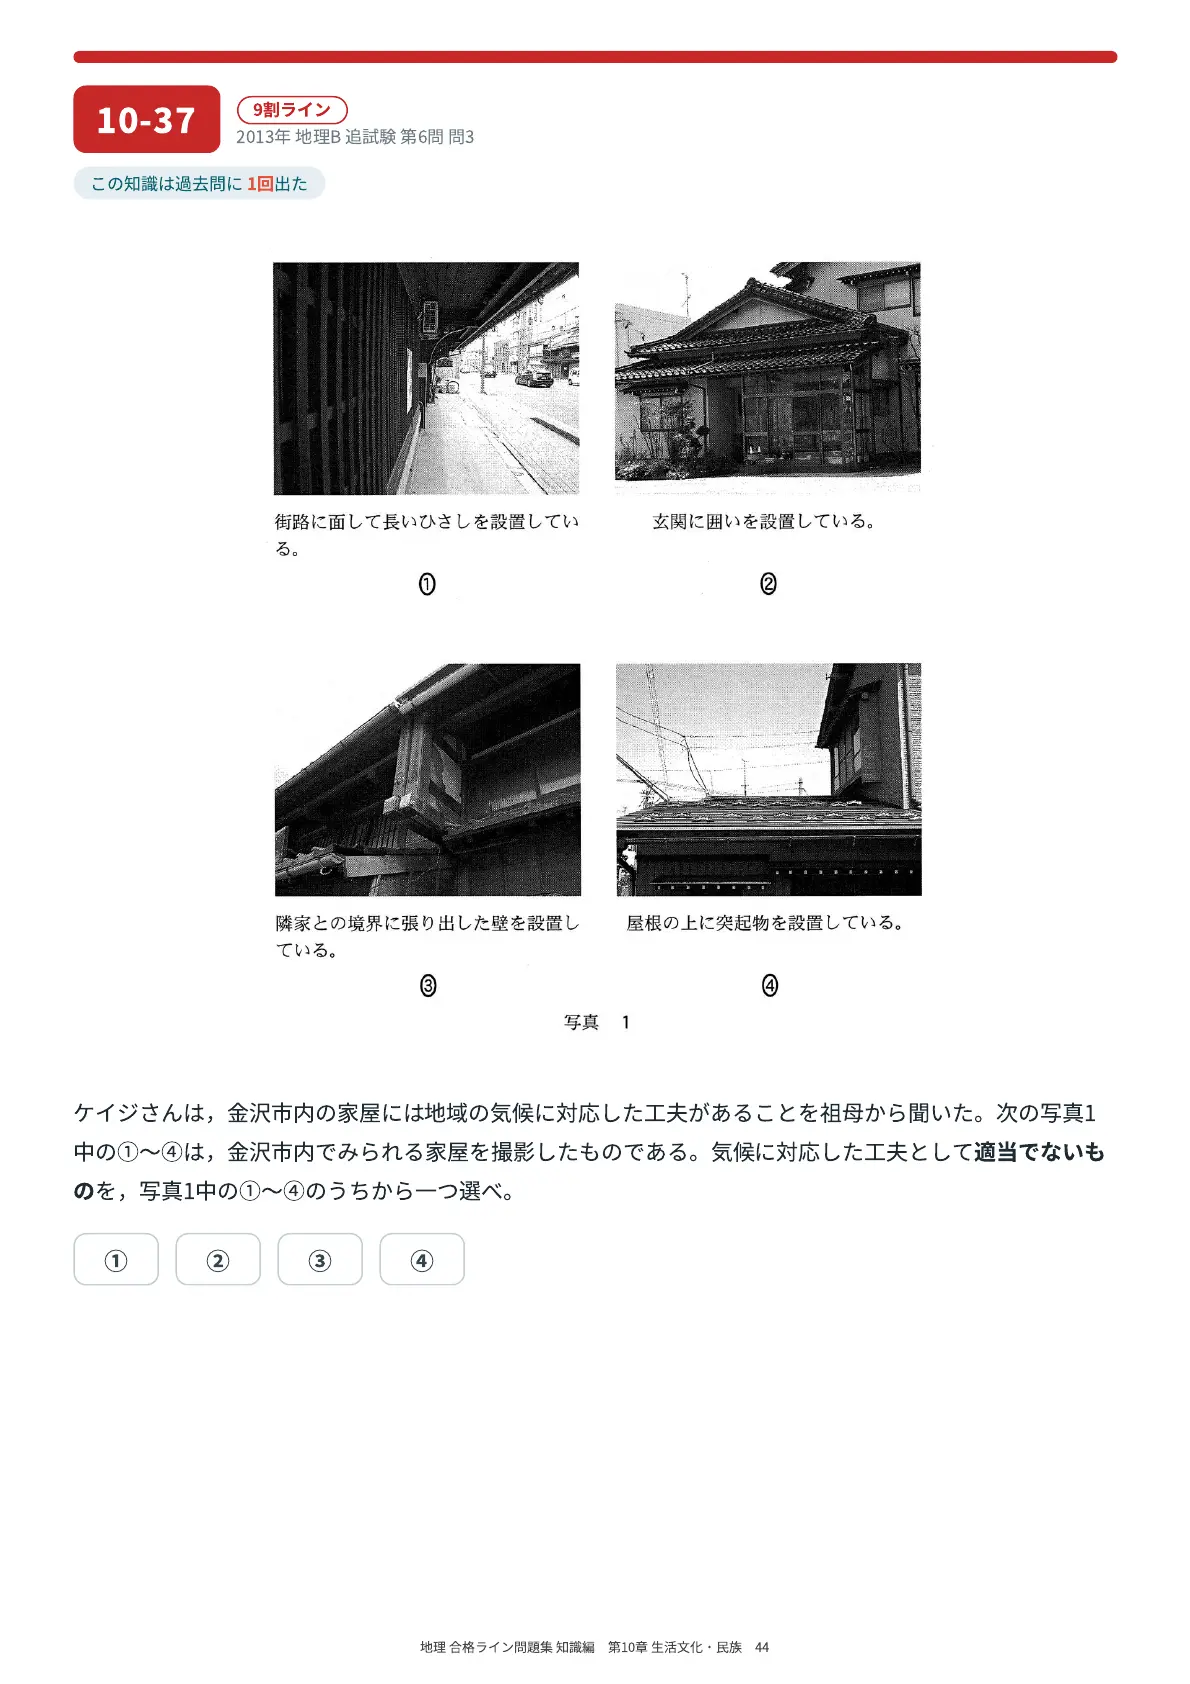 10-37
9割ライン
2013年 地理B 追試験 第6問 問3
この知識は過去問に 1回出た
街路に面して長いひさしを設置してい
る。
①
玄関に囲いを設置している。
②
隣家との境界に張り出した壁を設置し
ている。
③
屋根の上に突起物を設置している。
④
写真 1
ケイジさんは，金沢市内の家屋には地域の気候に対応した工夫があることを祖母から聞いた。次の写真1
中の①〜④は，金沢市内でみられる家屋を撮影したものである。気候に対応した工夫として適当でないも
のを，写真1中の①〜④のうちから一つ選べ。
① ② ③ ④
地理 合格ライン問題集 知識編 第10章 生活文化・民族 44